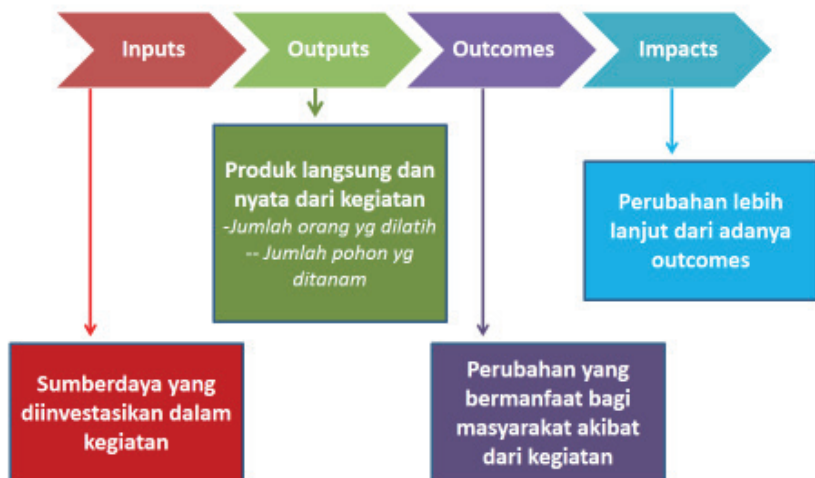 Inputs
Outputs
Outcomes
Impacts
Produk langsung dan
nyata dari kegiatan
-Jumlah orang yg dilatih
-- Jumlah pohon yg
ditanam
Perubahan lebih
lanjut dari adanya
outcomes
Sumberdaya yang
diinvestasikan dalam
kegiatan
Perubahan yang
bermanfaat bagi
masyarakat akibat
dari kegiatan